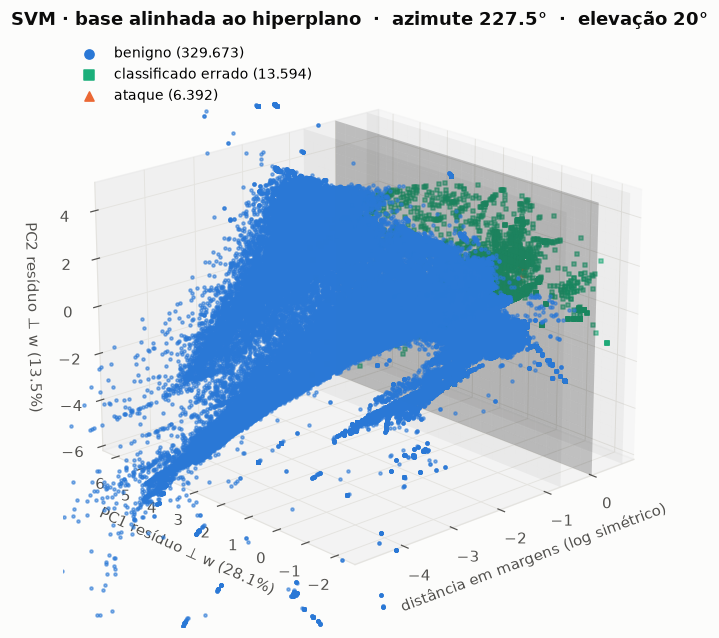 SVM · base alinhada ao hiperplano · azimute 227.5° · elevação 20°
benigno (329.673)
classificado errado (13.594)
ataque (6.392)
PC2 resíduo ⊥ w (13.5%)
4
2
0
−2
−4
−6
6
5
4
3
2
1
0
−1
−2
PC1 resíduo ⊥ w (28.1%)
−4
−3
−2
−1
0
distância em margens (log simétrico)